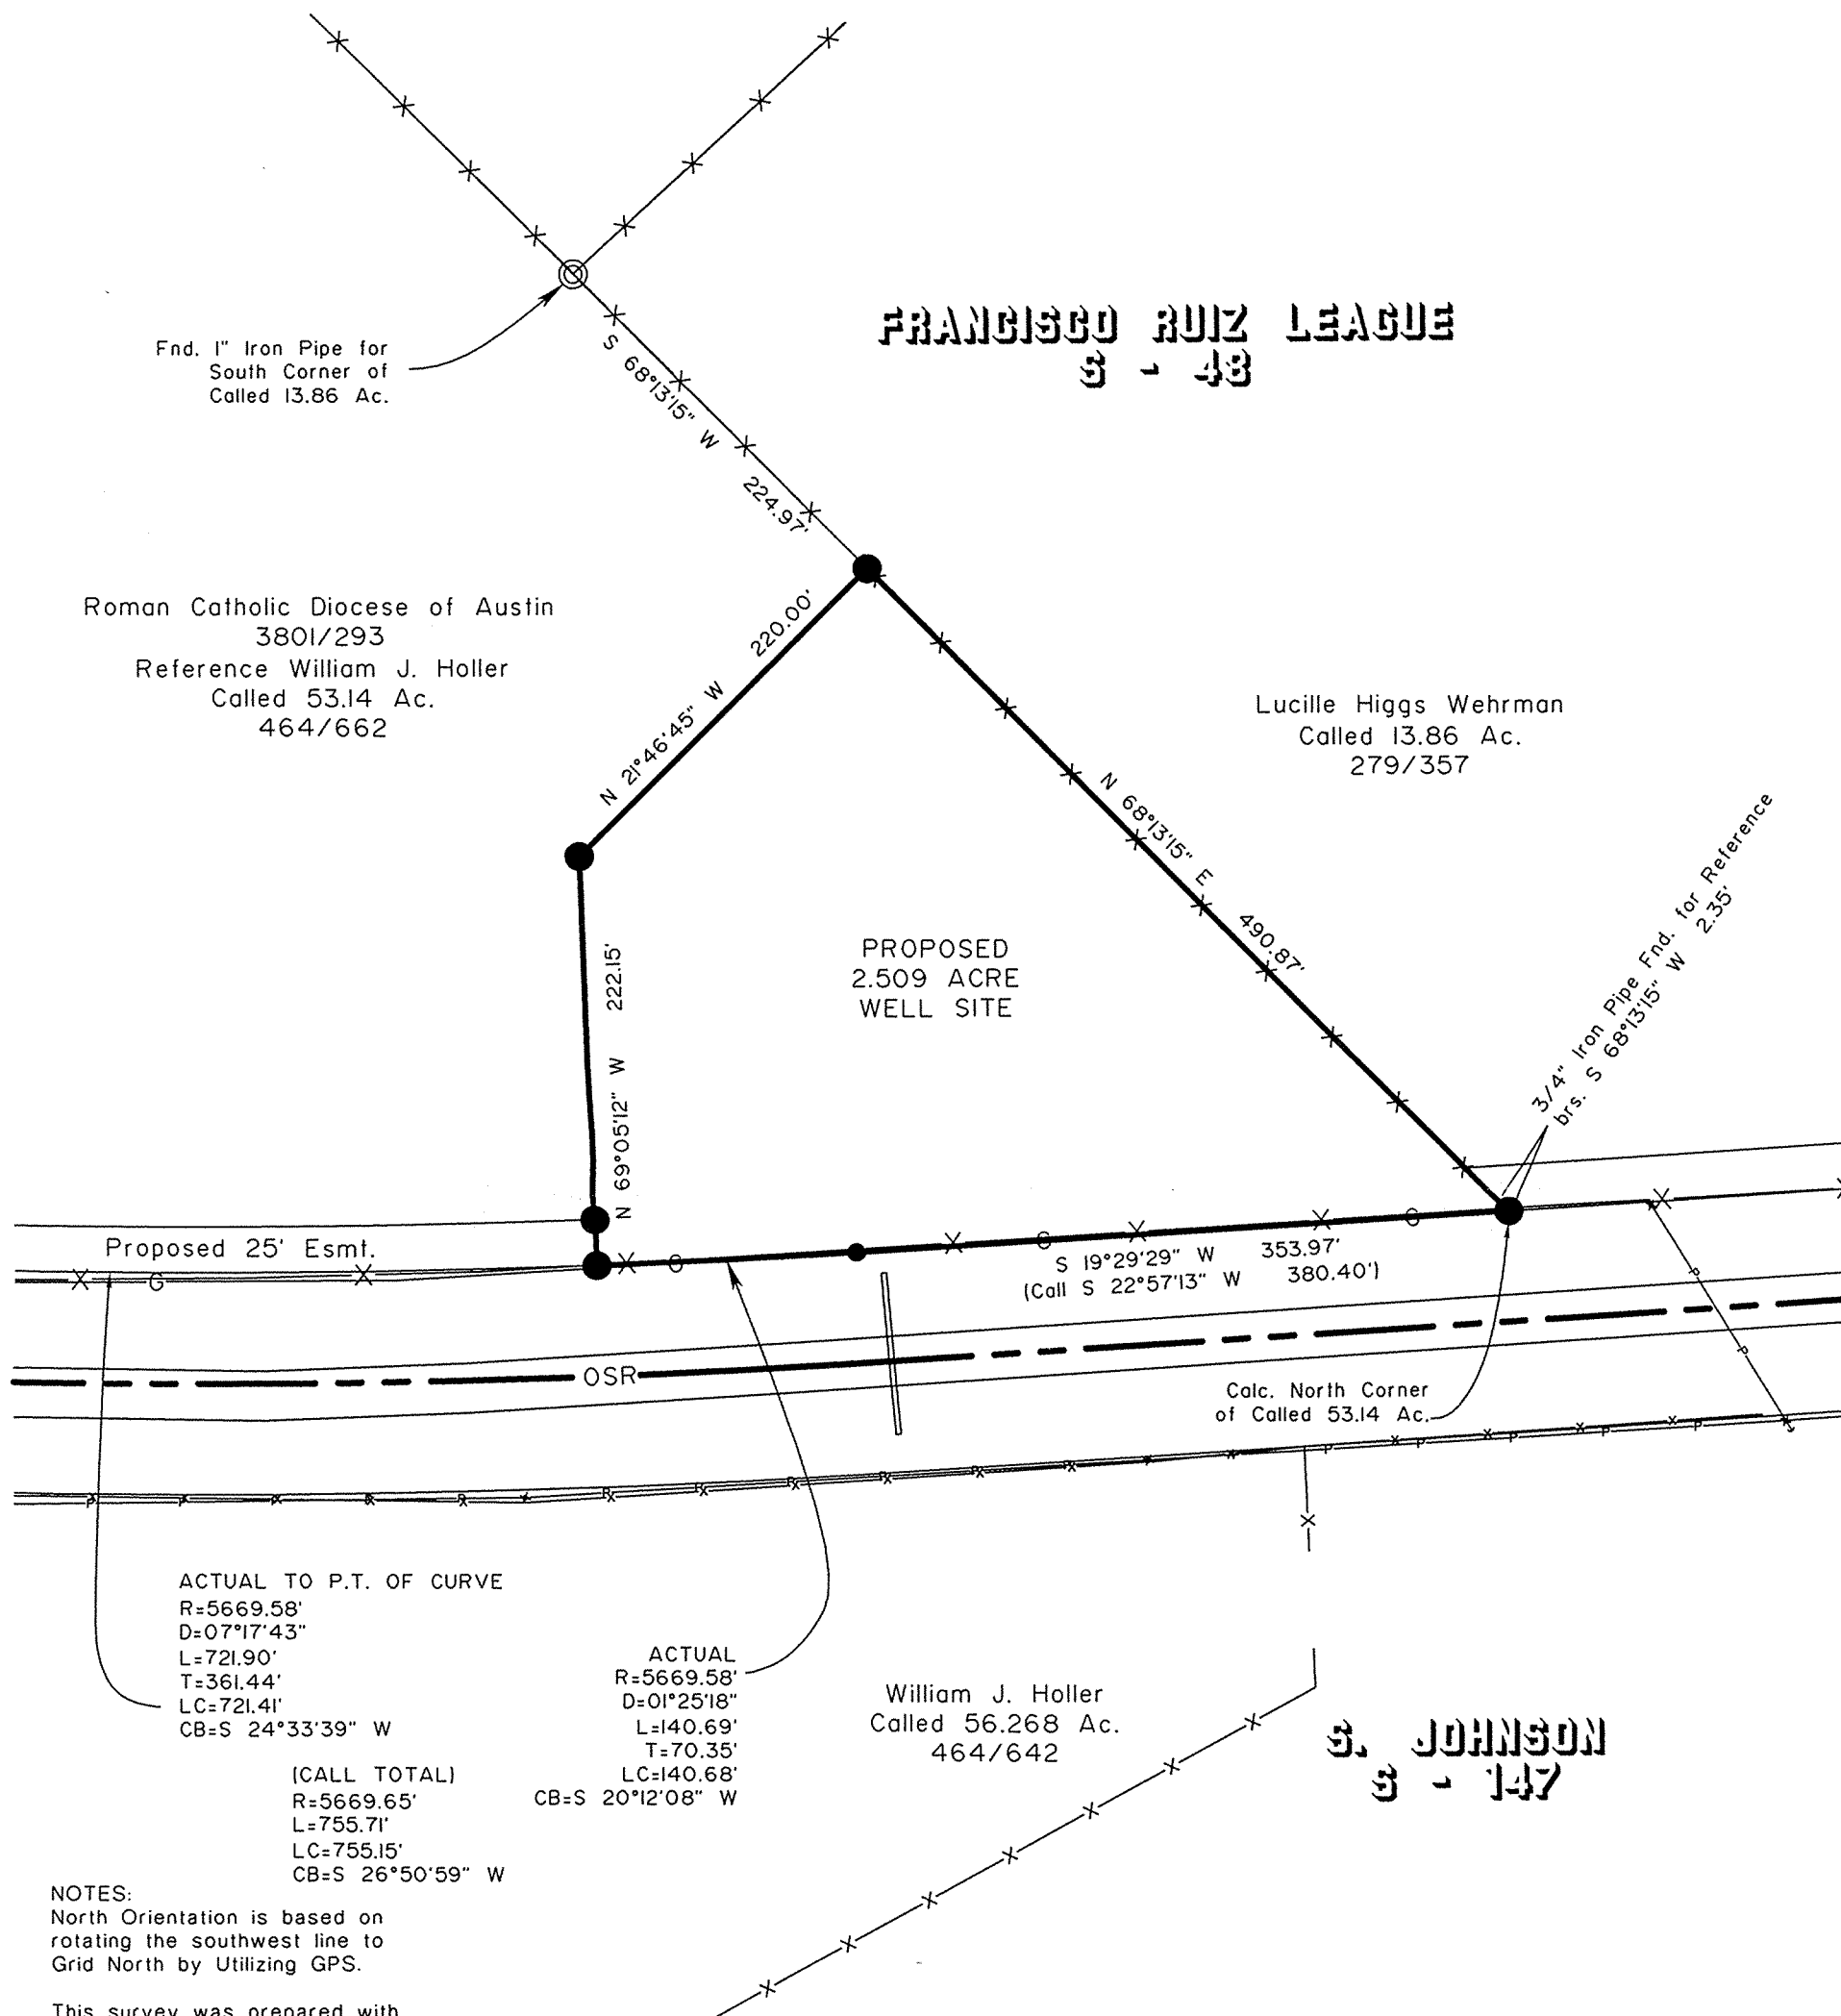 FRANCISCO RUIZ LEAGUE
S - 48
Fnd. 1" Iron Pipe for
South Corner of
Called 13.86 Ac.
S 68°13'15" W 224.97'
Roman Catholic Diocese of Austin
3801/293
Reference William J. Holler
Called 53.14 Ac.
464/662
N 21°46'45" W 220.00'
Lucille Higgs Wehrman
Called 13.86 Ac.
279/357
N 68°13'15" E 490.87'
3/4" Iron Pipe Fnd. for Reference
brs. S 68°13'15" W 2.35'
PROPOSED
2.509 ACRE
WELL SITE
N 69°05'12" W 222.15'
Proposed 25' Esmt.
G
G
G
G
S 19°29'29" W 353.97'
(Call S 22°57'13" W 380.40')
OSR
Calc. North Corner
of Called 53.14 Ac.
ACTUAL TO P.T. OF CURVE
R=5669.58'
D=07°17'43"
L=721.90'
T=361.44'
LC=721.41'
CB=S 24°33'39" W
ACTUAL
R=5669.58'
D=01°25'18"
L=140.69'
T=70.35'
LC=140.68'
CB=S 20°12'08" W
(CALL TOTAL)
R=5669.65'
L=755.71'
LC=755.15'
CB=S 26°50'59" W
William J. Holler
Called 56.268 Ac.
464/642
S. JOHNSON
S - 147
NOTES:
North Orientation is based on
rotating the southwest line to
Grid North by Utilizing GPS.
This survey was prepared with